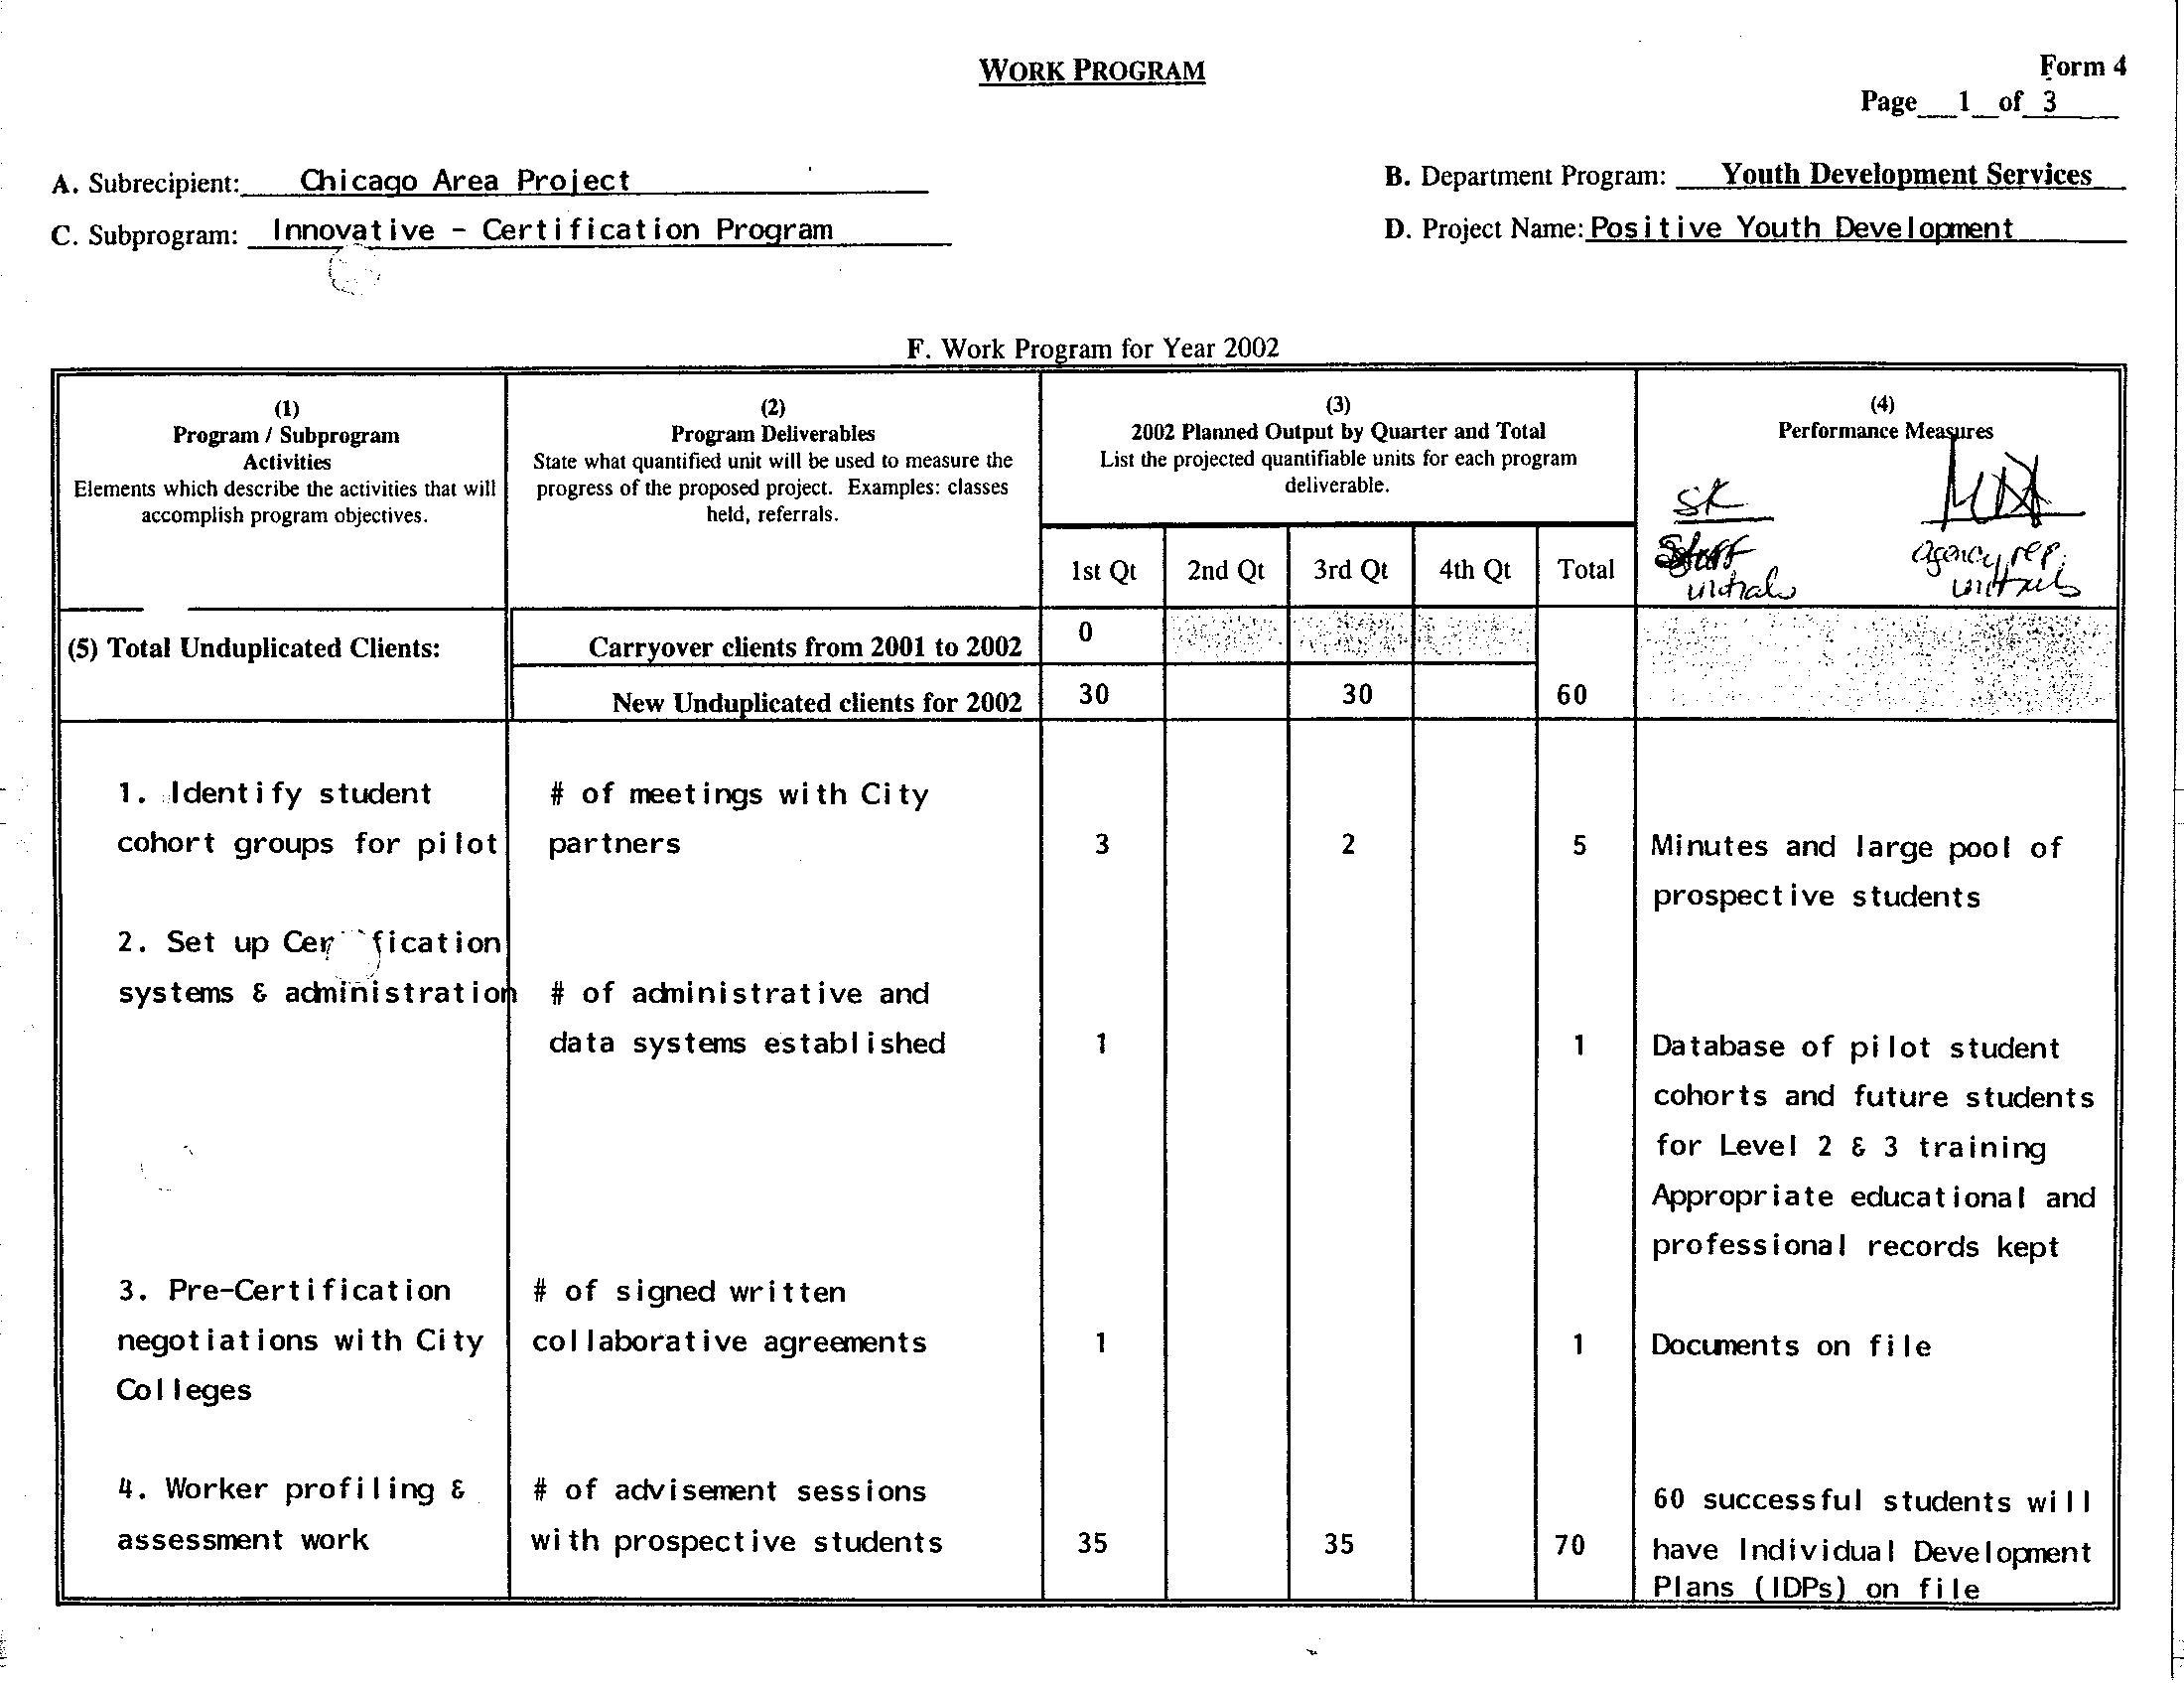 WORK PROGRAM
Form 4
Page 1 of 3
A. Subrecipient: Chicago Area Project
B. Department Program: Youth Development Services
C. Subprogram: Innovative - Certification Program
D. Project Name: Positive Youth Development
F. Work Program for Year 2002
(1)
Program / Subprogram
Activities
Elements which describe the activities that will
accomplish program objectives.
(2)
Program Deliverables
State what quantified unit will be used to measure the
progress of the proposed project. Examples: classes
held, referrals.
(3)
2002 Planned Output by Quarter and Total
List the projected quantifiable units for each program
deliverable.
1st Qt 2nd Qt 3rd Qt 4th Qt Total
(4)
Performance Measures
SK
Staff
initials
agency rep.
initials
(5) Total Unduplicated Clients:
Carryover clients from 2001 to 2002 0
New Unduplicated clients for 2002 30 30 60
1. Identify student
cohort groups for pilot
# of meetings with City
partners
3 2 5
Minutes and large pool of
prospective students
2. Set up Cer fication
systems & administration
# of administrative and
data systems established
1 1
Database of pilot student
cohorts and future students
for Level 2 & 3 training
Appropriate educational and
professional records kept
3. Pre-Certification
negotiations with City
Colleges
# of signed written
collaborative agreements
1 1
Documents on file
4. Worker profiling &
assessment work
# of advisement sessions
with prospective students
35 35 70
60 successful students will
have Individual Development
Plans (IDPs) on file